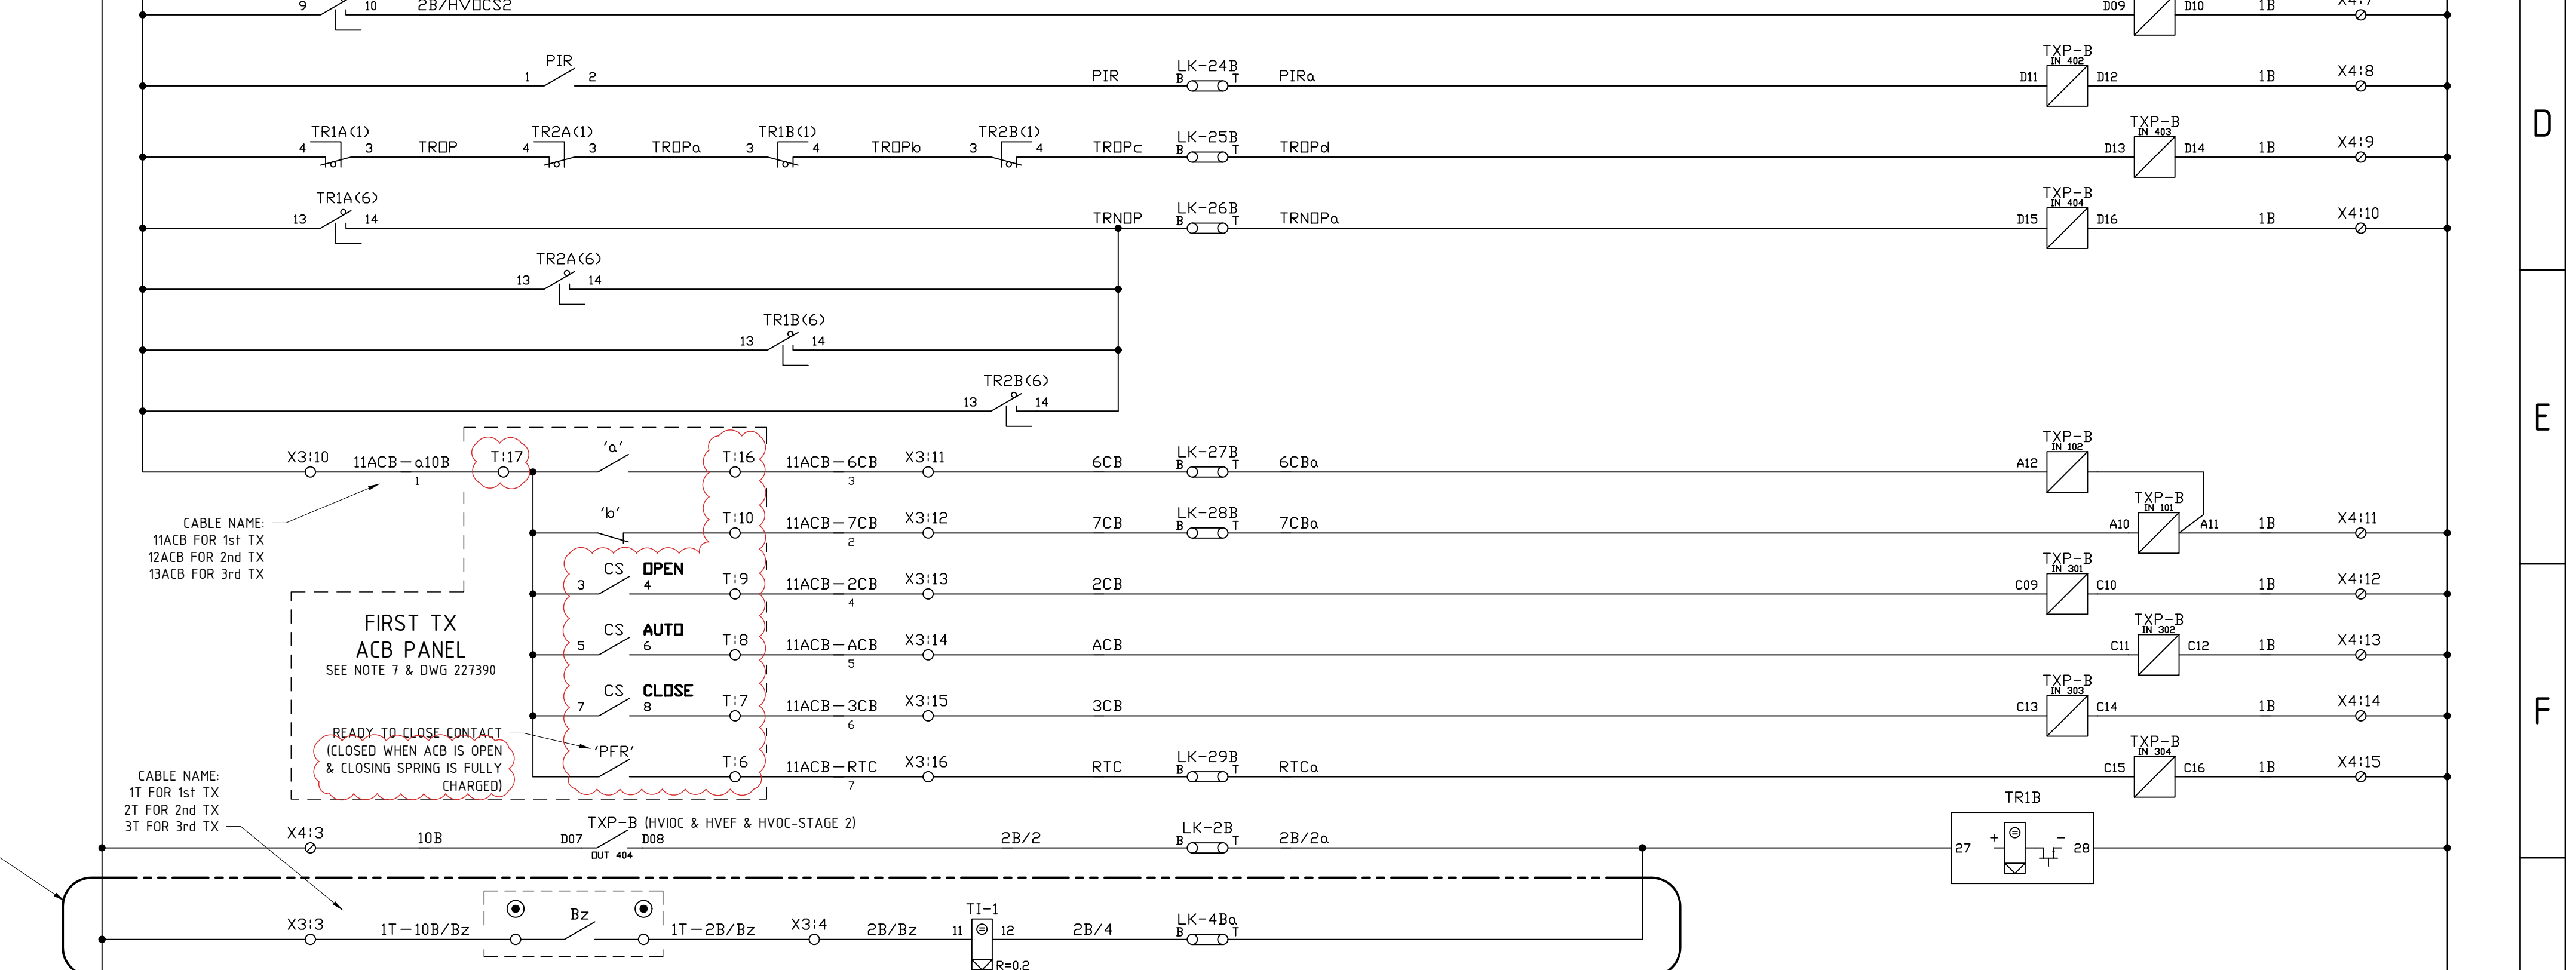 9 10 2B/HVOCS2 D09 D10 1B X4:7
PIR
1 2 PIR LK-24B B T PIRa TXP-B IN 402 D11 D12 1B X4:8
TR1A(1) TR2A(1) TR1B(1) TR2B(1)
4 3 TROP 4 3 TROPa 3 4 TROPb 3 4 TROPc LK-25B B T TROPd TXP-B IN 403 D13 D14 1B X4:9
TR1A(6)
13 14 TRNOP LK-26B B T TRNOPa TXP-B IN 404 D15 D16 1B X4:10
D
TR2A(6)
13 14
TR1B(6)
13 14
TR2B(6)
13 14
E
X3:10 11ACB-a10B 1 T:17 'a' T:16 11ACB-6CB 3 X3:11 6CB LK-27B B T 6CBa TXP-B IN 102 A12
'b' T:10 11ACB-7CB 2 X3:12 7CB LK-28B B T 7CBa TXP-B IN 101 A10 A11 1B X4:11
CABLE NAME:
11ACB FOR 1st TX
12ACB FOR 2nd TX
13ACB FOR 3rd TX
CS OPEN
3 4 T:9 11ACB-2CB 4 X3:13 2CB TXP-B IN 301 C09 C10 1B X4:12
CS AUTO
5 6 T:8 11ACB-ACB 5 X3:14 ACB TXP-B IN 302 C11 C12 1B X4:13
FIRST TX
ACB PANEL
SEE NOTE 7 & DWG 227390
CS CLOSE
7 8 T:7 11ACB-3CB 6 X3:15 3CB TXP-B IN 303 C13 C14 1B X4:14
F
READY TO CLOSE CONTACT
(CLOSED WHEN ACB IS OPEN
& CLOSING SPRING IS FULLY
CHARGED)
'PFR' T:6 11ACB-RTC 7 X3:16 RTC LK-29B B T RTCa TXP-B IN 304 C15 C16 1B X4:15
CABLE NAME:
1T FOR 1st TX
2T FOR 2nd TX
3T FOR 3rd TX
TXP-B (HVIOC & HVEF & HVOC-STAGE 2)
X4:3 10B D07 D08 OUT 404 2B/2 LK-2B B T 2B/2a
TR1B
27 + - 28
X3:3 1T-10B/Bz Bz 1T-2B/Bz X3:4 2B/Bz TI-1 11 12 2B/4 LK-4Ba B T
R=0.2